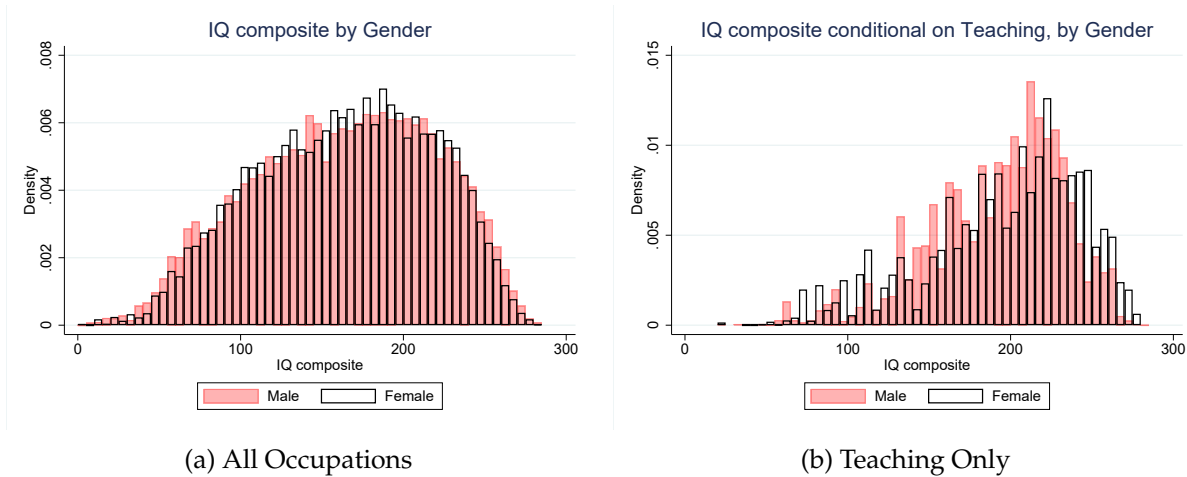 IQ composite by Gender
Density
0
.002
.004
.006
.008
0
100
200
300
IQ composite
Male
Female
(a) All Occupations
IQ composite conditional on Teaching, by Gender
Density
0
.005
.01
.015
0
100
200
300
IQ composite
Male
Female
(b) Teaching Only